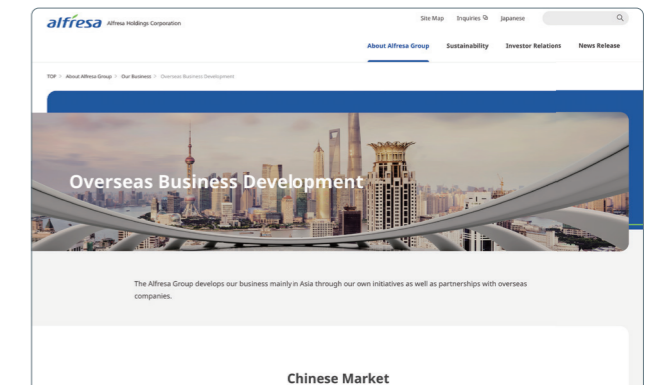 alfresa Alfresa Holdings Corporation
Site Map Inquiries Japanese
About Alfresa Group Sustainability Investor Relations News Release
TOP > About Alfresa Group > Our Business > Overseas Business Development
Overseas Business Development
The Alfresa Group develops our business mainly in Asia through our own initiatives as well as partnerships with overseas
companies.
Chinese Market